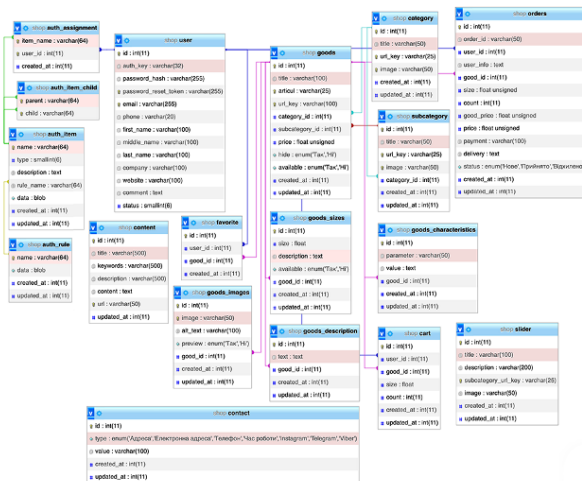 shop auth_assignment
item_name : varchar(64)
user_id : int(11)
created_at : int(11)
shop auth_item_child
parent : varchar(64)
child : varchar(64)
shop auth_item
name : varchar(64)
type : smallint(6)
description : text
rule_name : varchar(64)
data : blob
created_at : int(11)
updated_at : int(11)
shop auth_rule
name : varchar(64)
data : blob
created_at : int(11)
updated_at : int(11)
shop user
id : int(11)
auth_key : varchar(32)
password_hash : varchar(255)
password_reset_token : varchar(255)
email : varchar(255)
phone : varchar(20)
first_name : varchar(100)
middle_name : varchar(100)
last_name : varchar(100)
company : varchar(100)
website : varchar(100)
comment : text
status : smallint(6)
shop content
id : int(11)
title : varchar(500)
keywords : varchar(500)
description : varchar(500)
content : text
url : varchar(50)
updated_at : int(11)
shop favorite
id : int(11)
user_id : int(11)
good_id : int(11)
created_at : int(11)
shop goods_images
id : int(11)
image : varchar(50)
alt_text : varchar(100)
preview : enum('Так','Ні')
good_id : int(11)
created_at : int(11)
updated_at : int(11)
shop goods
id : int(11)
title : varchar(100)
articul : varchar(25)
url_key : varchar(100)
category_id : int(11)
subcategory_id : int(11)
price : float unsigned
hide : enum('Так','Ні')
available : enum('Так','Ні')
created_at : int(11)
updated_at : int(11)
shop goods_sizes
id : int(11)
size : float
description : text
available : enum('Так','Ні')
good_id : int(11)
created_at : int(11)
updated_at : int(11)
shop goods_description
id : int(11)
text : text
good_id : int(11)
created_at : int(11)
updated_at : int(11)
shop category
id : int(11)
title : varchar(50)
url_key : varchar(25)
image : varchar(50)
created_at : int(11)
updated_at : int(11)
shop subcategory
id : int(11)
title : varchar(50)
url_key : varchar(25)
image : varchar(50)
category_id : int(11)
created_at : int(11)
updated_at : int(11)
shop goods_characteristics
id : int(11)
parameter : varchar(50)
value : text
good_id : int(11)
created_at : int(11)
updated_at : int(11)
shop cart
id : int(11)
user_id : int(11)
good_id : int(11)
size : float
count : int(11)
created_at : int(11)
updated_at : int(11)
shop orders
id : int(11)
order_id : varchar(50)
user_id : int(11)
user_info : text
good_id : int(11)
size : float unsigned
count : int(11)
good_price : float unsigned
price : float unsigned
payment : varchar(100)
delivery : text
status : enum('Нове','Прийнято','Відхилено
created_at : int(11)
updated_at : int(11)
shop slider
id : int(11)
title : varchar(100)
description : varchar(200)
subcategory_url_key : varchar(25)
image : varchar(50)
created_at : int(11)
updated_at : int(11)
shop contact
id : int(11)
type : enum('Адреса','Електронна адреса','Телефон','Час роботи','Instagram','Telegram','Viber')
value : varchar(100)
created_at : int(11)
updated_at : int(11)